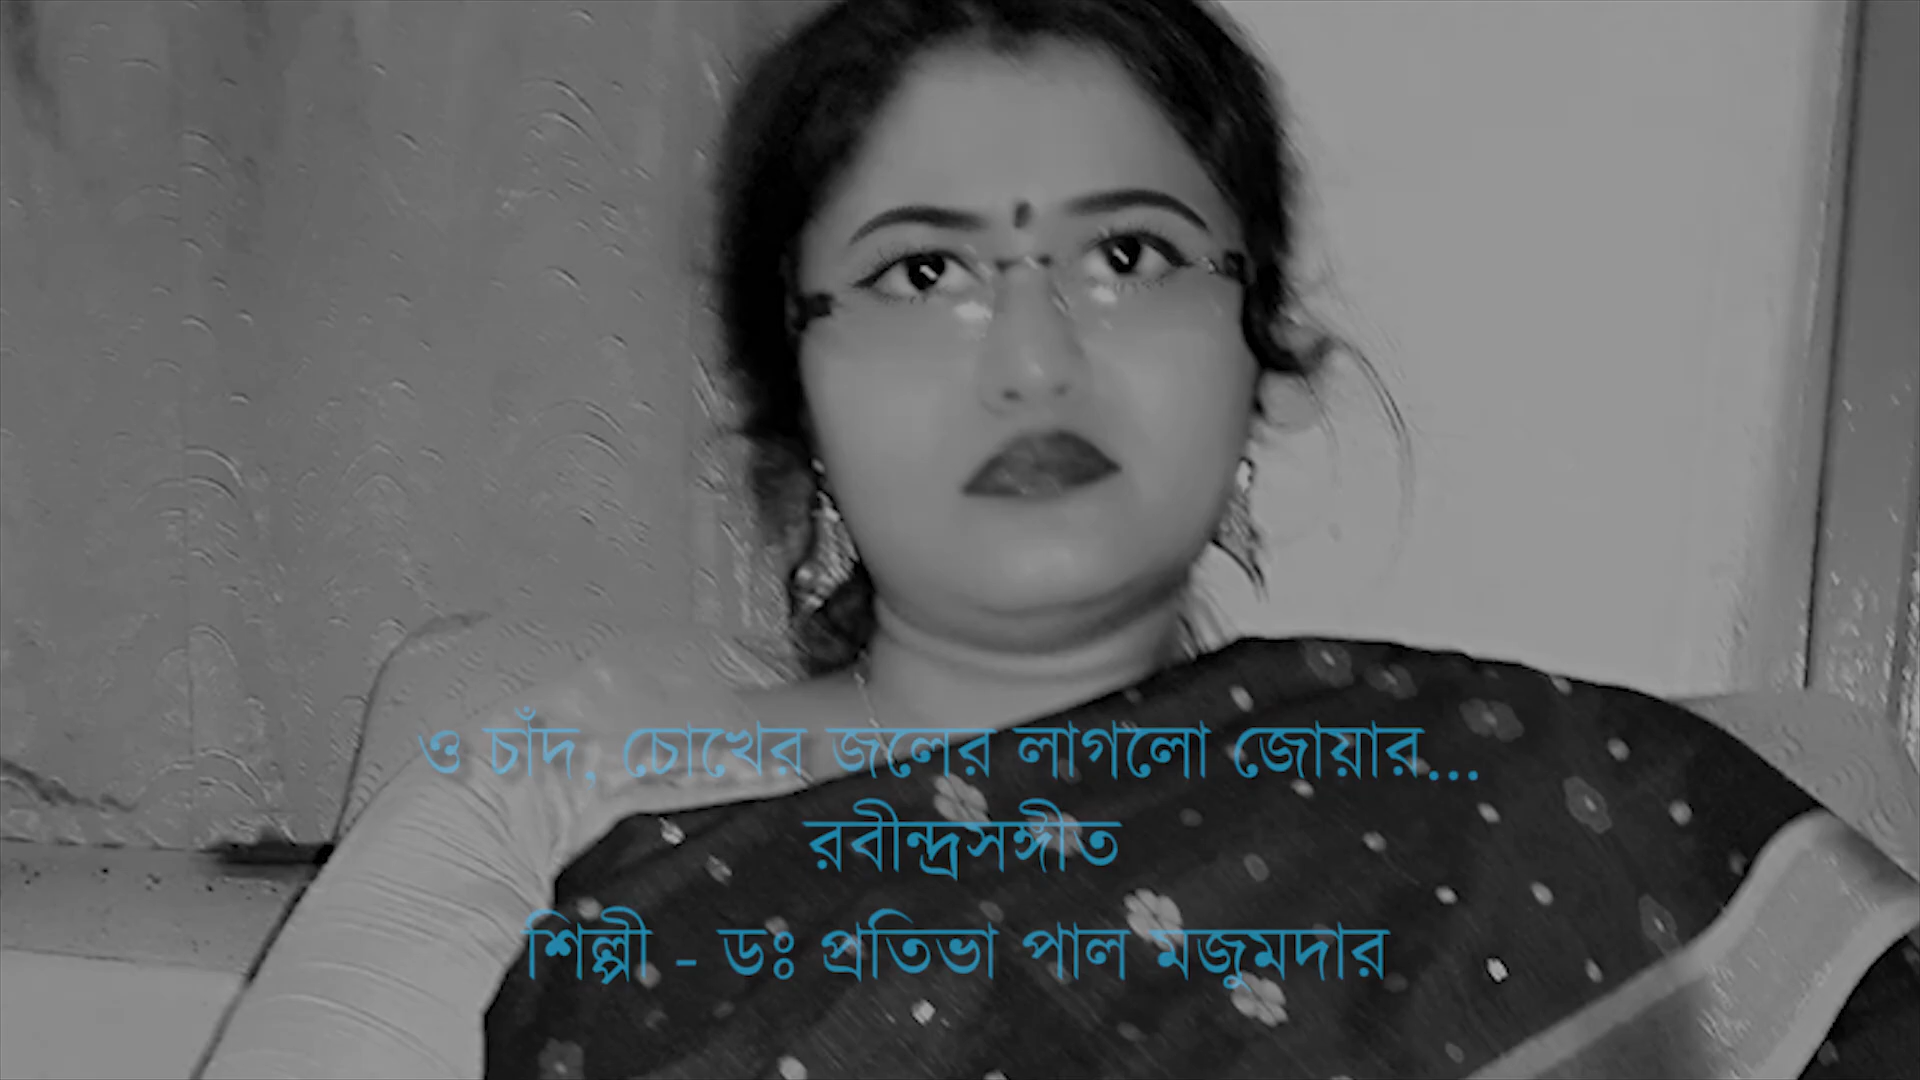 ও চাঁদ, চোখের জলের লাগলো জোয়ার...
রবীন্দ্রসঙ্গীত
শিল্পী - ডঃ প্রতিভা পাল মজুমদার